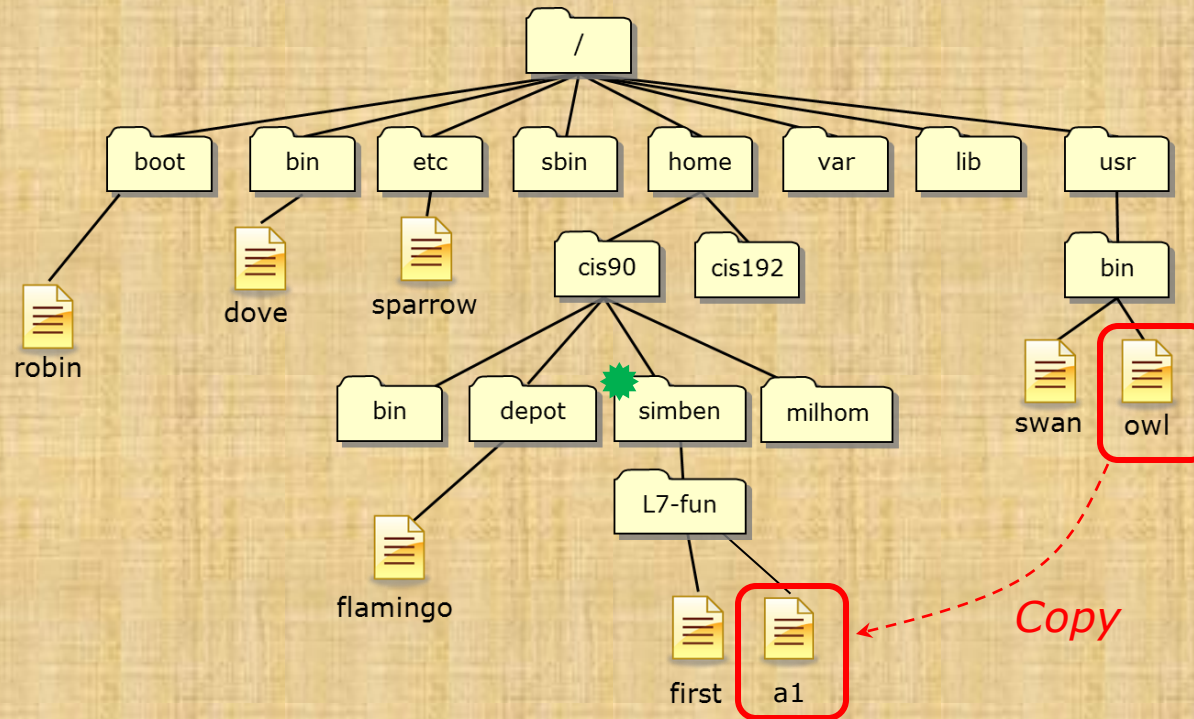 /
boot
bin
etc
sbin
home
var
lib
usr
cis90
cis192
bin
dove
sparrow
robin
bin
depot
simben
milhom
swan
owl
L7-fun
flamingo
Copy
first
a1